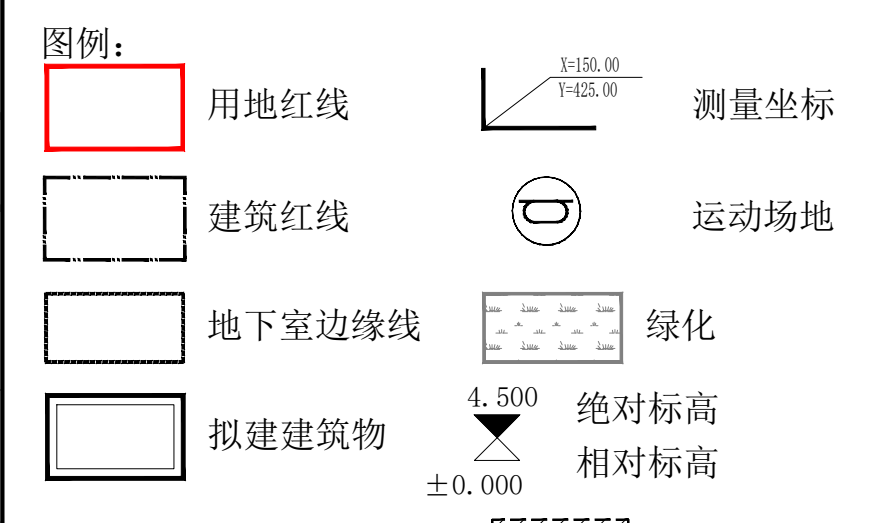 图例：
用地红线
X=150.00
Y=425.00
测量坐标
建筑红线
运动场地
地下室边缘线
绿化
拟建建筑物
4.500
绝对标高
相对标高
±0.000